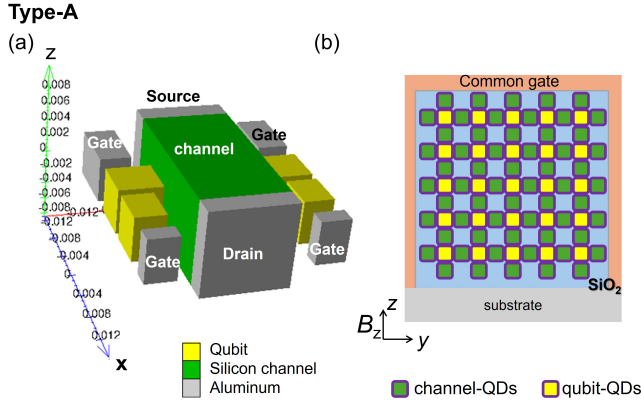 Type-A
(a)
z
0.008
0.006
0.004
0.002
0
-0.002
-0.004
-0.006
-0.008
-0.012
-0.012
-0.008
-0.004
0
0.004
0.008
0.012
x
Source
Gate
Gate
channel
Gate
Drain
Gate
Qubit
Silicon channel
Aluminum
(b)
Common gate
SiO2
substrate
Bz
z
y
channel-QDs
qubit-QDs